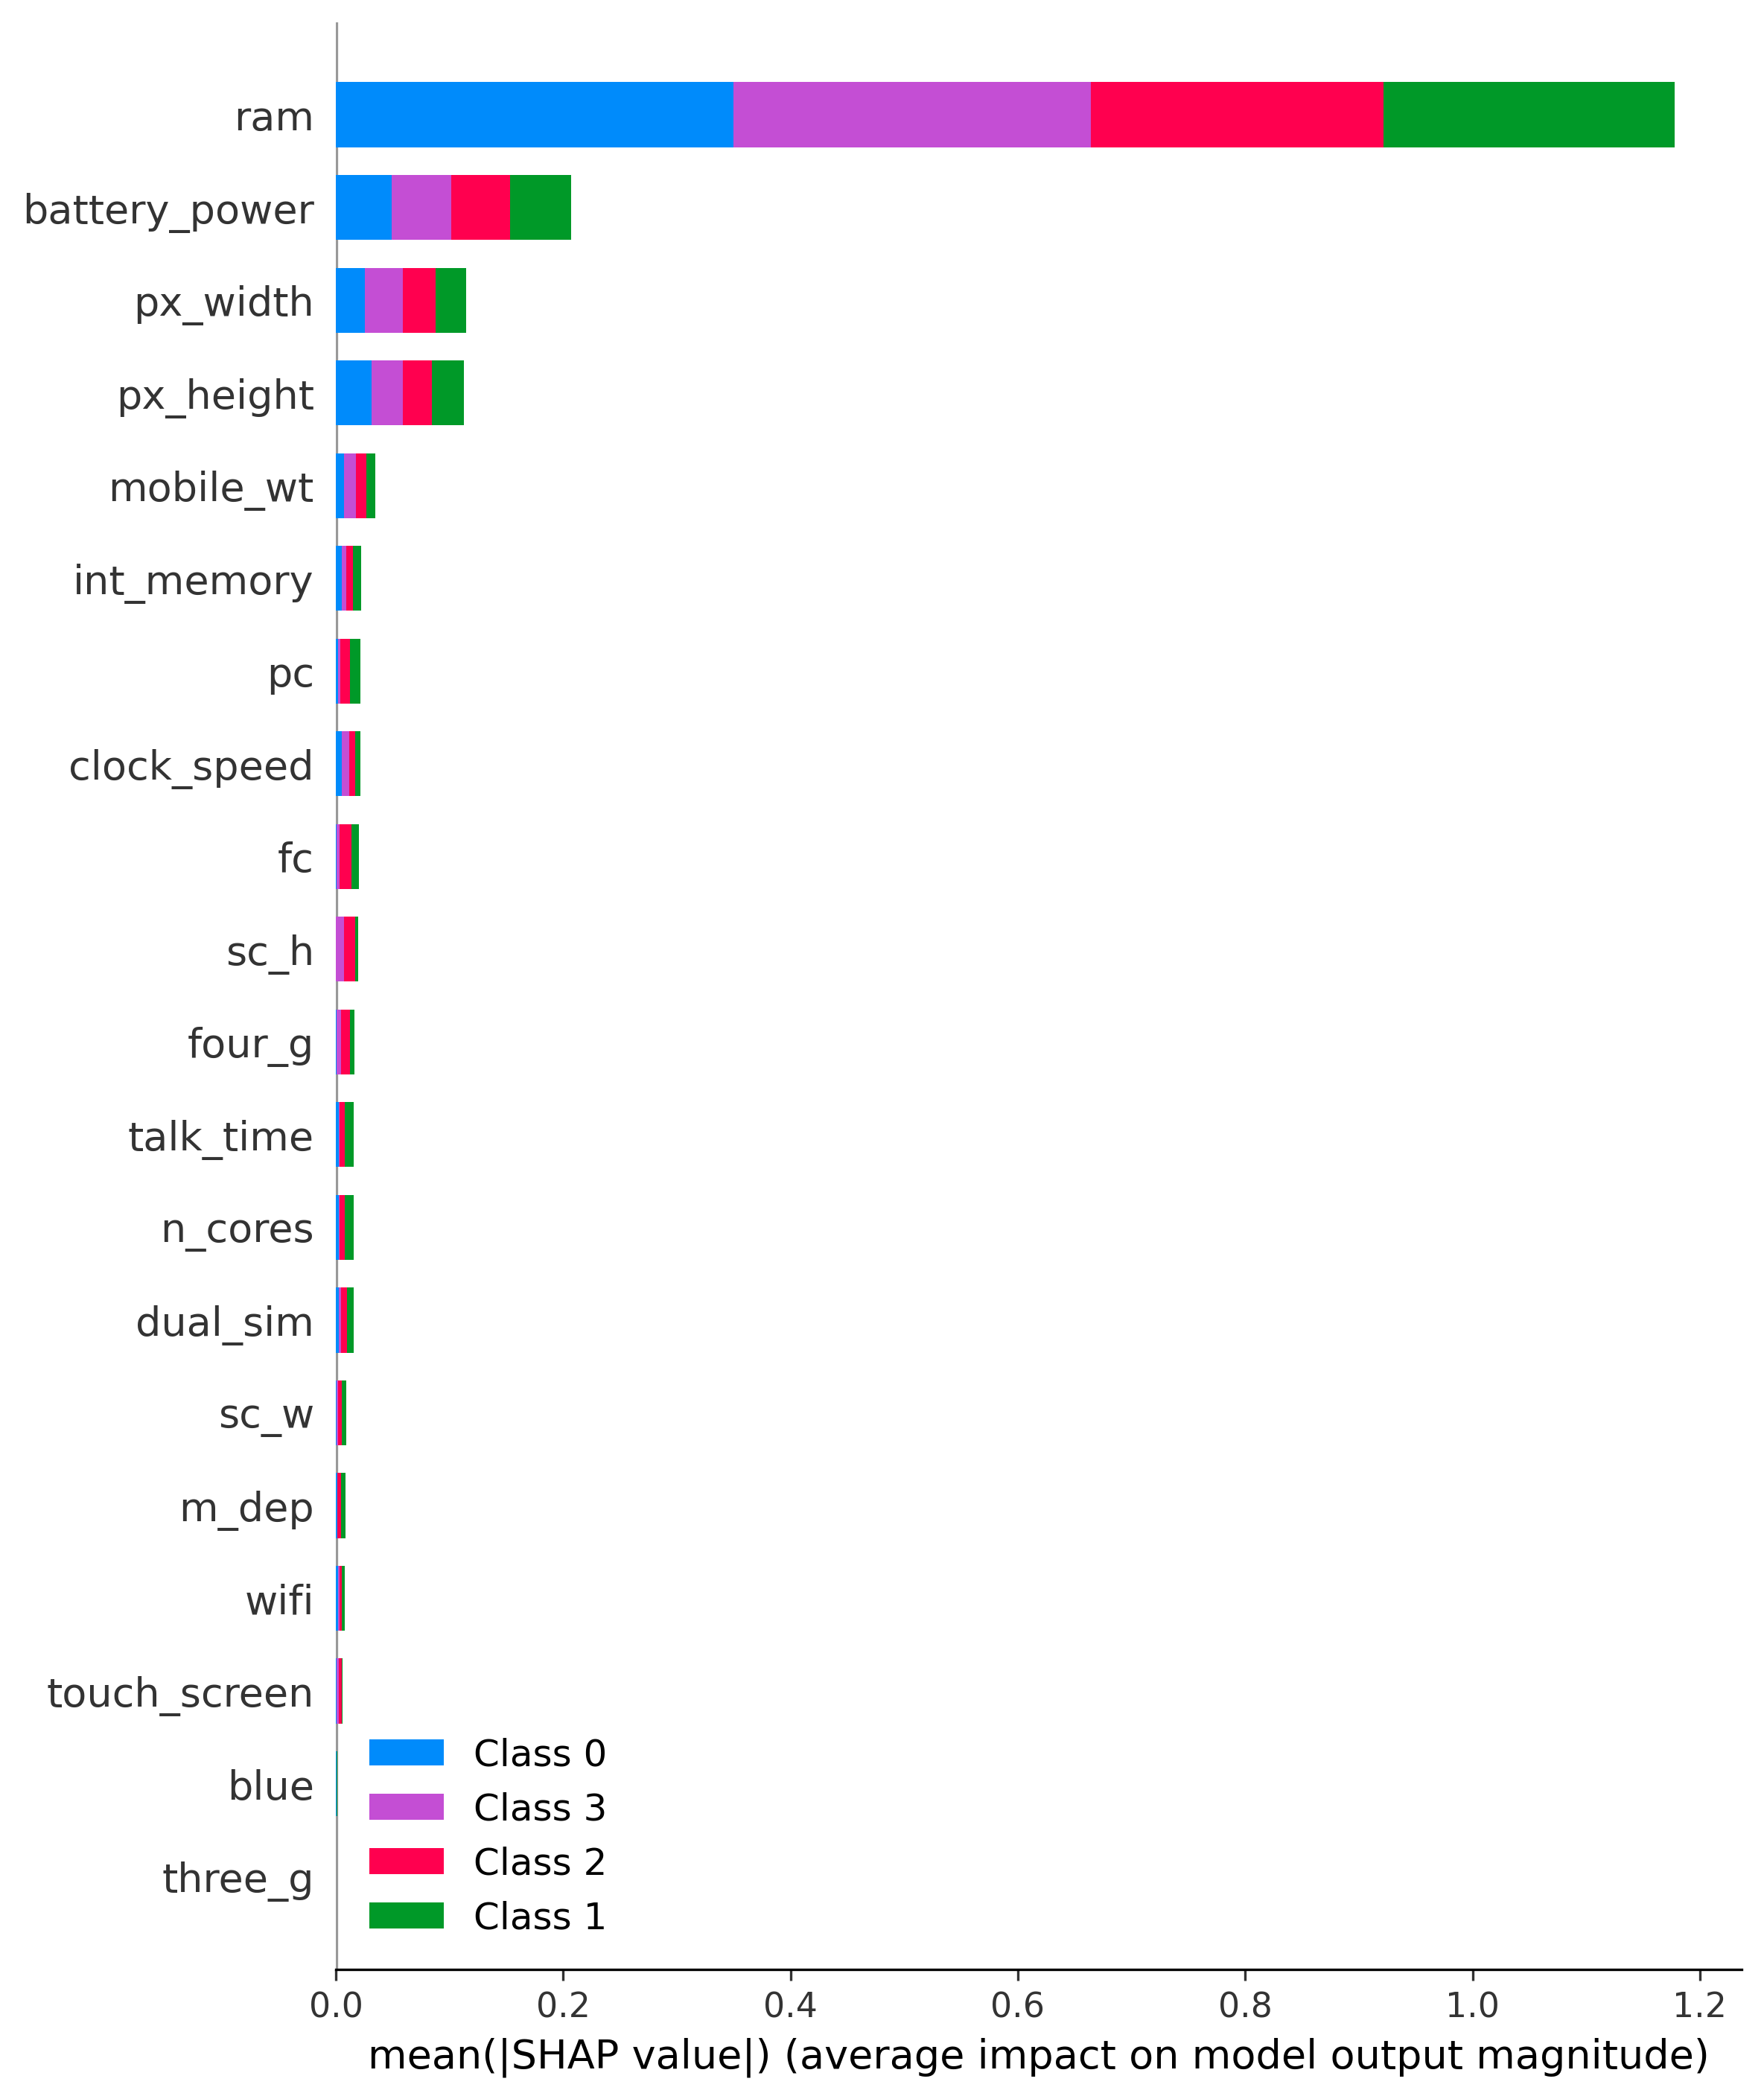 ram
battery_power
px_width
px_height
mobile_wt
int_memory
pc
clock_speed
fc
sc_h
four_g
talk_time
n_cores
dual_sim
sc_w
m_dep
wifi
touch_screen
blue
three_g
Class 0
Class 3
Class 2
Class 1
0.0 0.2 0.4 0.6 0.8 1.0 1.2
mean(|SHAP value|) (average impact on model output magnitude)